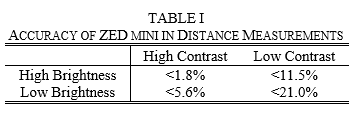 TABLE I
ACCURACY OF ZED MINI IN DISTANCE MEASUREMENTS
High Contrast Low Contrast
High Brightness <1.8% <11.5%
Low Brightness <5.6% <21.0%